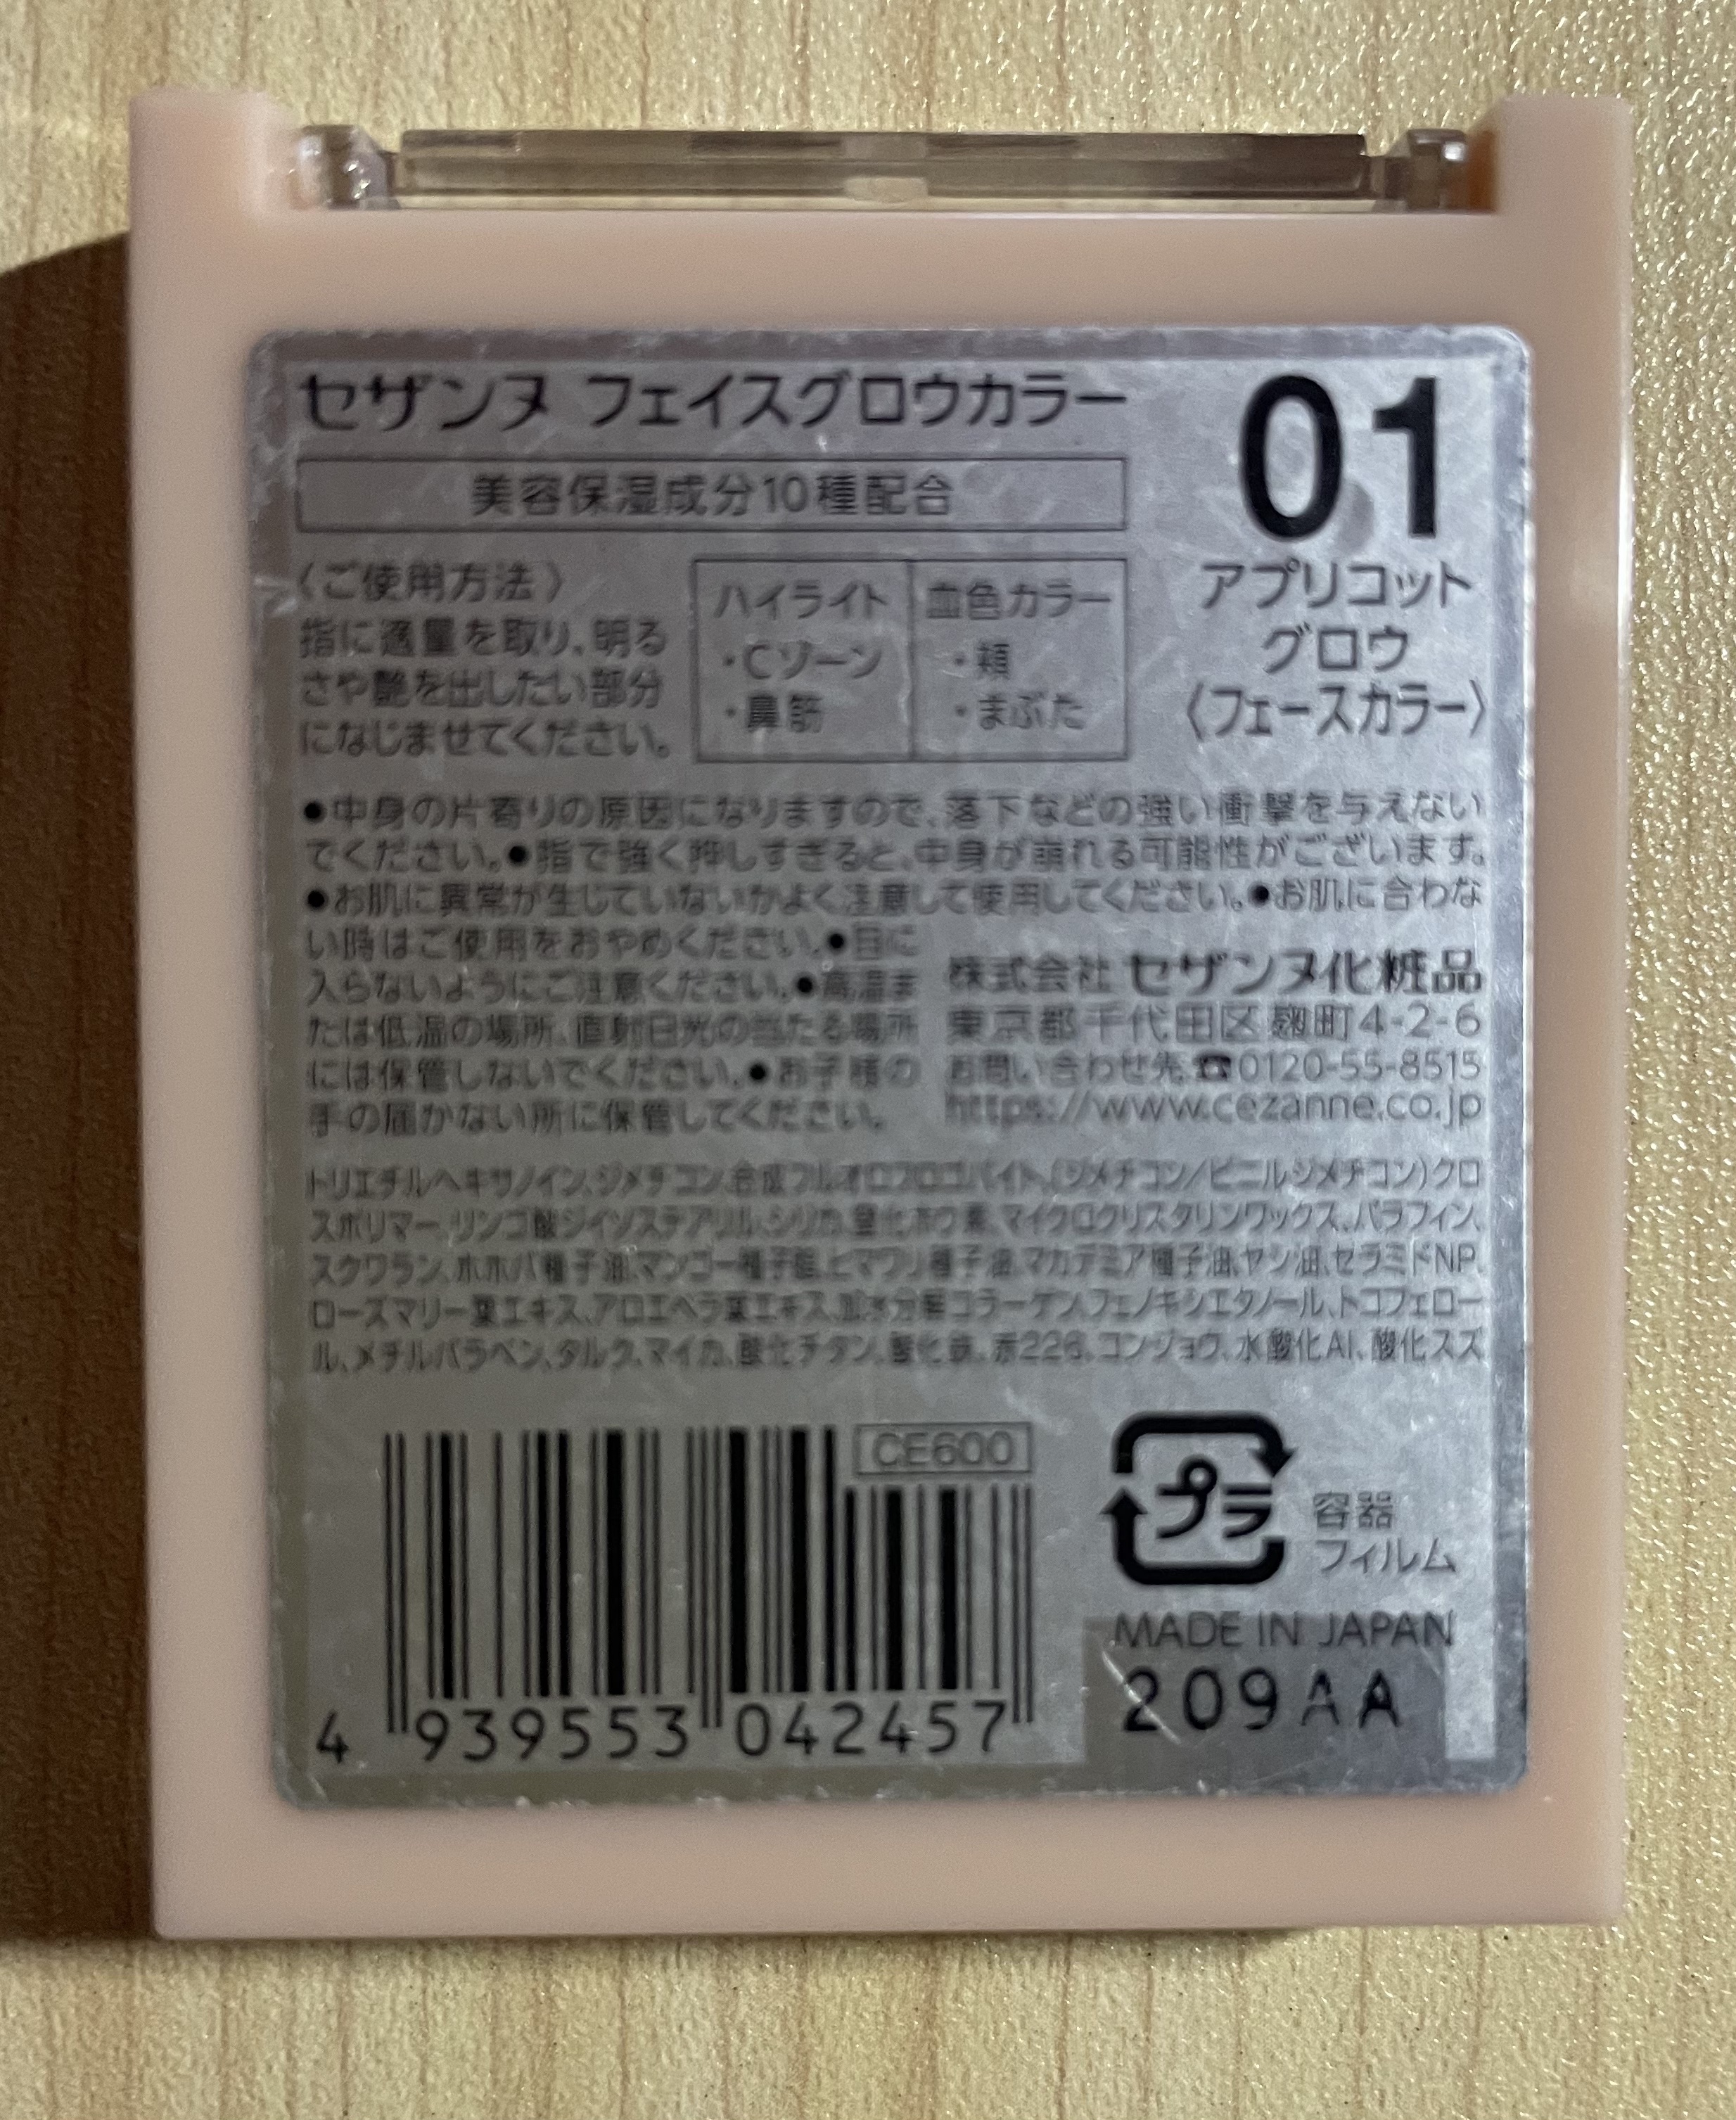 セザンヌ フェイスグロウカラー
01
美容保湿成分10種配合
アプリコット
グロウ
〈フェースカラー〉
〈ご使用方法〉
指に適量を取り、明る
さや艶を出したい部分
になじませてください。
ハイライト
・Cゾーン
・鼻筋
血色カラー
・頬
・まぶた
●中身の片寄りの原因になりますので、落下などの強い衝撃を与えない
でください。●指で強く押しすぎると、中身が崩れる可能性がございます。
●お肌に異常が生じていないかよく注意して使用してください。●お肌に合わな
い時はご使用をおやめください。●目に
入らないようにご注意ください。●高温ま
たは低温の場所、直射日光の当たる場所
には保管しないでください。●お子様の
手の届かない所に保管してください。
株式会社 セザンヌ化粧品
東京都千代田区麹町4-2-6
お問い合わせ先☎0120-55-8515
https://www.cezanne.co.jp
トリエチルヘキサノイン、ジメチコン、合成フルオロフロゴパイト、(ジメチコン/ビニルジメチコン)クロ
スポリマー、リンゴ酸ジイソステアリル、シリカ、窒化ホウ素、マイクロクリスタリンワックス、パラフィン、
スクワラン、ホホバ種子油、マンゴー種子脂、ヒマワリ種子油、マカデミア種子油、ヤシ油、セラミドNP、
ローズマリー葉エキス、アロエベラ葉エキス、加水分解コラーゲン、フェノキシエタノール、トコフェロー
ル、メチルパラベン、タルク、マイカ、酸化チタン、酸化鉄、赤226、コンジョウ、水酸化Al、酸化スズ
CE600
プラ
容器
フィルム
MADE IN JAPAN
209AA
4 939553 042457